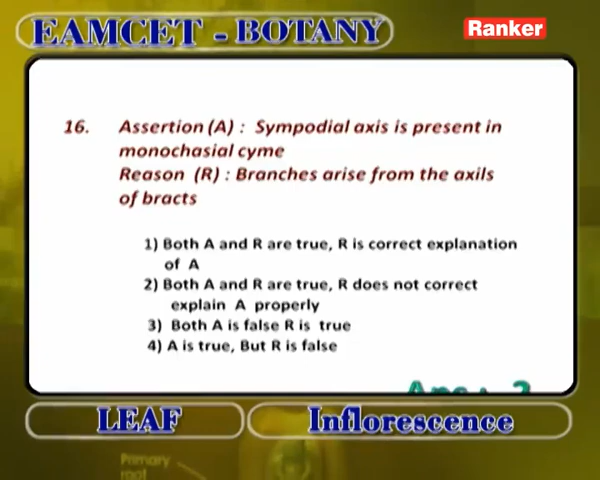 EAMCET - BOTANY
Ranker
16. Assertion (A) : Sympodial axis is present in
monochasial cyme
Reason (R) : Branches arise from the axils
of bracts
1) Both A and R are true, R is correct explanation
of A
2) Both A and R are true, R does not correct
explain A properly
3) Both A is false R is true
4) A is true, But R is false
LEAF
Inflorescence
Primary
root